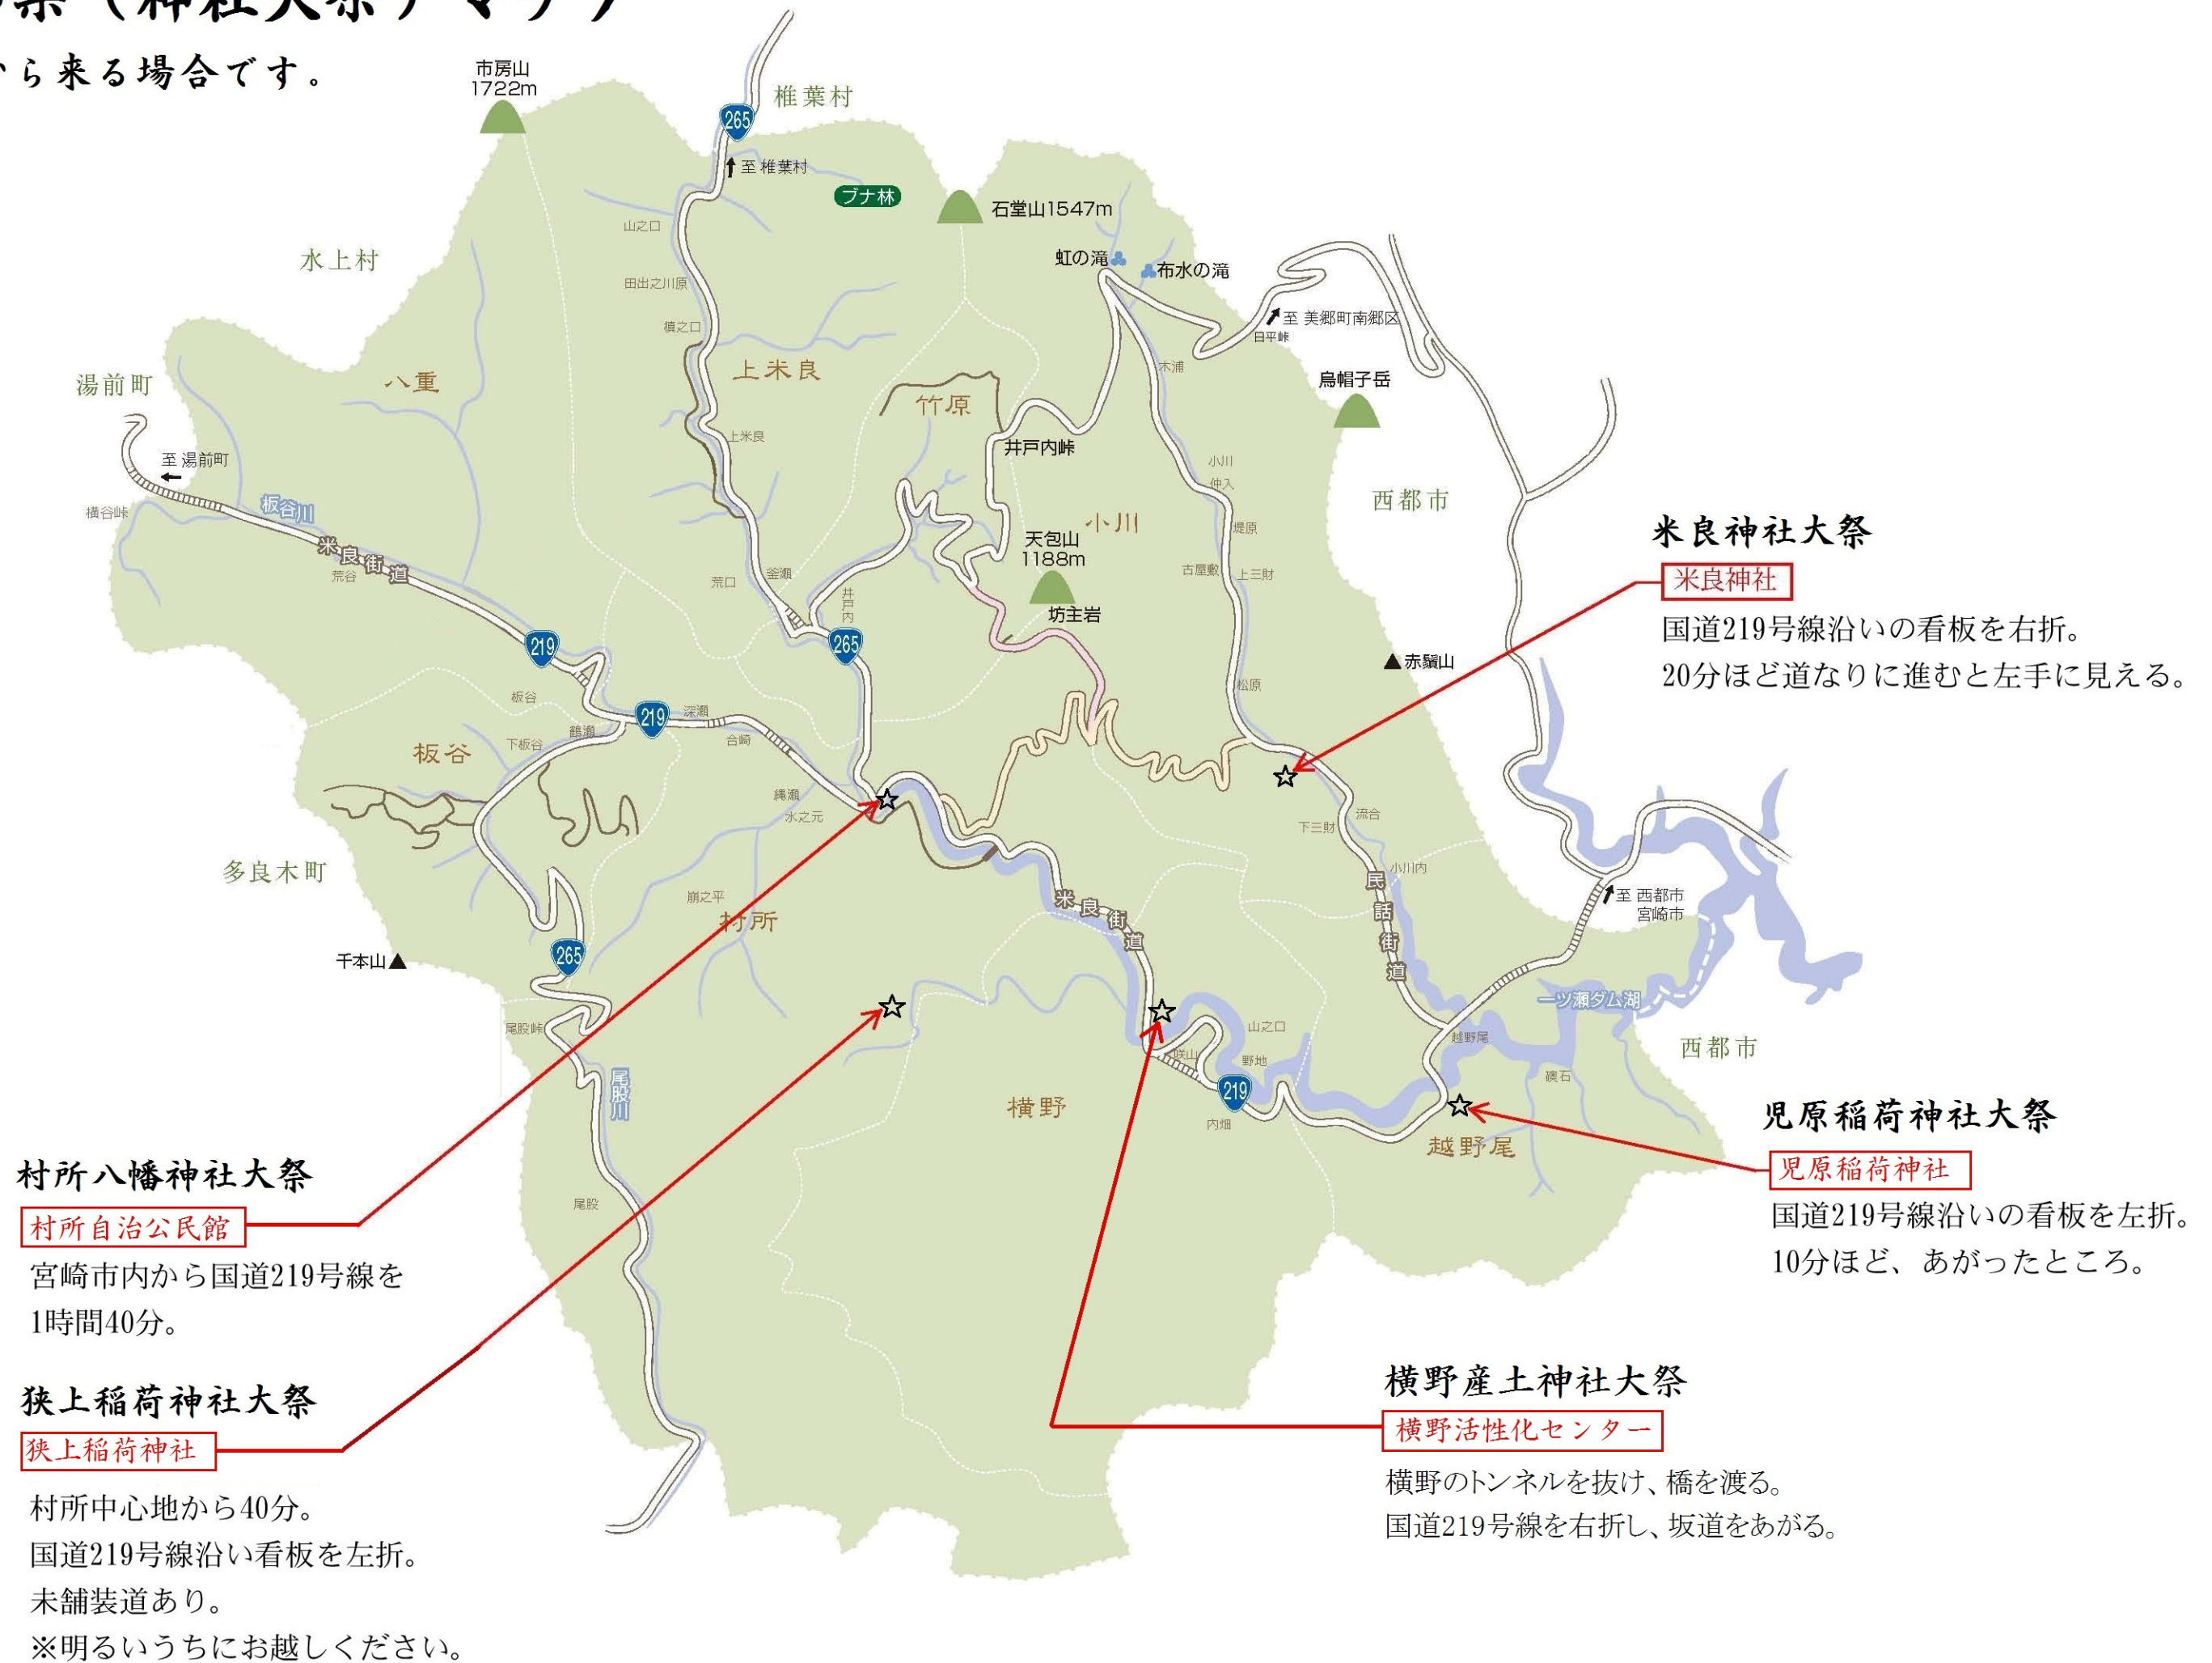 （神社大祭）マップ
から来る場合です。
市房山
1722m
265
椎葉村
至 椎葉村
ブナ林
石堂山1547m
山之口
水上村
虹の滝
布水の滝
田出之川原
至 美郷町南郷区
槙之口
日平峠
上米良
木浦
八重
湯前町
烏帽子岳
竹原
上米良
井戸内峠
至 湯前町
小川
仲入
板谷川
西都市
横谷峠
小川
堤原
天包山
1188m
米良神社大祭
米良神社
国道219号線沿いの看板を右折。
20分ほど道なりに進むと左手に見える。
米良街道
荒谷
荒口
釜瀬
井戸内
古屋敷
上三財
坊主岩
219
265
赤鬚山
板谷
松原
219
深瀬
鶴瀬
下板谷
合崎
板谷
縄瀬
水之元
流合
下三財
多良木町
小川内
崩之平
村所
米良街道
民話街道
至 西都市
宮崎市
千本山
265
一ツ瀬ダム湖
尾股峠
山之口
越野尾
西都市
咲山
野地
尾股川
219
礒石
横野
内畑
越野尾
児原稲荷神社大祭
児原稲荷神社
国道219号線沿いの看板を左折。
10分ほど、あがったところ。
村所八幡神社大祭
村所自治公民館
宮崎市内から国道219号線を
1時間40分。
尾股
狭上稲荷神社大祭
狭上稲荷神社
村所中心地から40分。
国道219号線沿い看板を左折。
未舗装道あり。
※明るいうちにお越しください。
横野産土神社大祭
横野活性化センター
横野のトンネルを抜け、橋を渡る。
国道219号線を右折し、坂道をあがる。